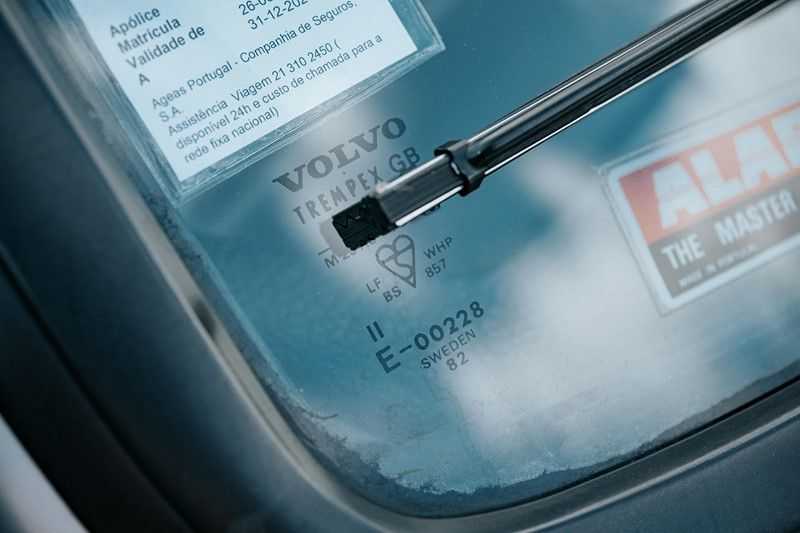 Apólice
Matrícula
Validade de
31-12-202
A
Ageas Portugal - Companhia de Seguros,
S.A.
Assistência Viagem 21 310 2450 (
disponível 24h e custo de chamada para a
rede fixa nacional)
VOLVO
TREMPEX GB
WHP
LF
857
BS
II
E-00228
SWEDEN
82
THE MASTER